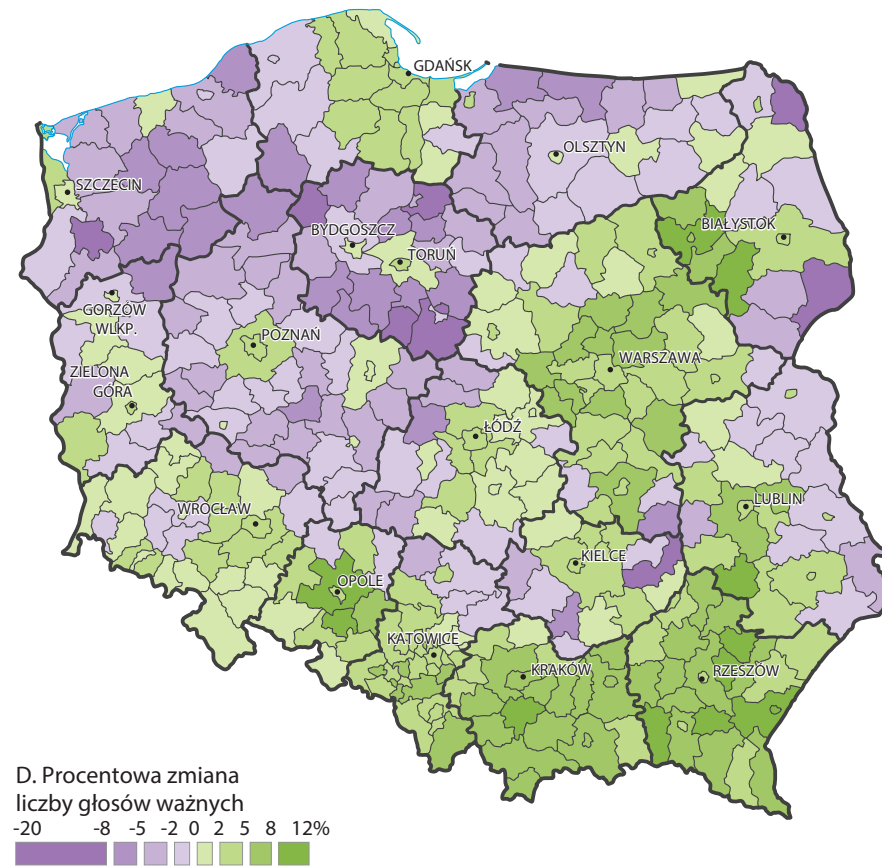 GDAŃSK
OLSZTYN
SZCZECIN
BIAŁYSTOK
BYDGOSZCZ
TORUŃ
GORZÓW
WLKP.
POZNAŃ
WARSZAWA
ZIELONA
GÓRA
ŁÓDŹ
LUBLIN
WROCŁAW
KIELCE
OPOLE
KATOWICE
KRAKÓW
RZESZÓW
D. Procentowa zmiana
liczby głosów ważnych
-20 -8 -5 -2 0 2 5 8 12%